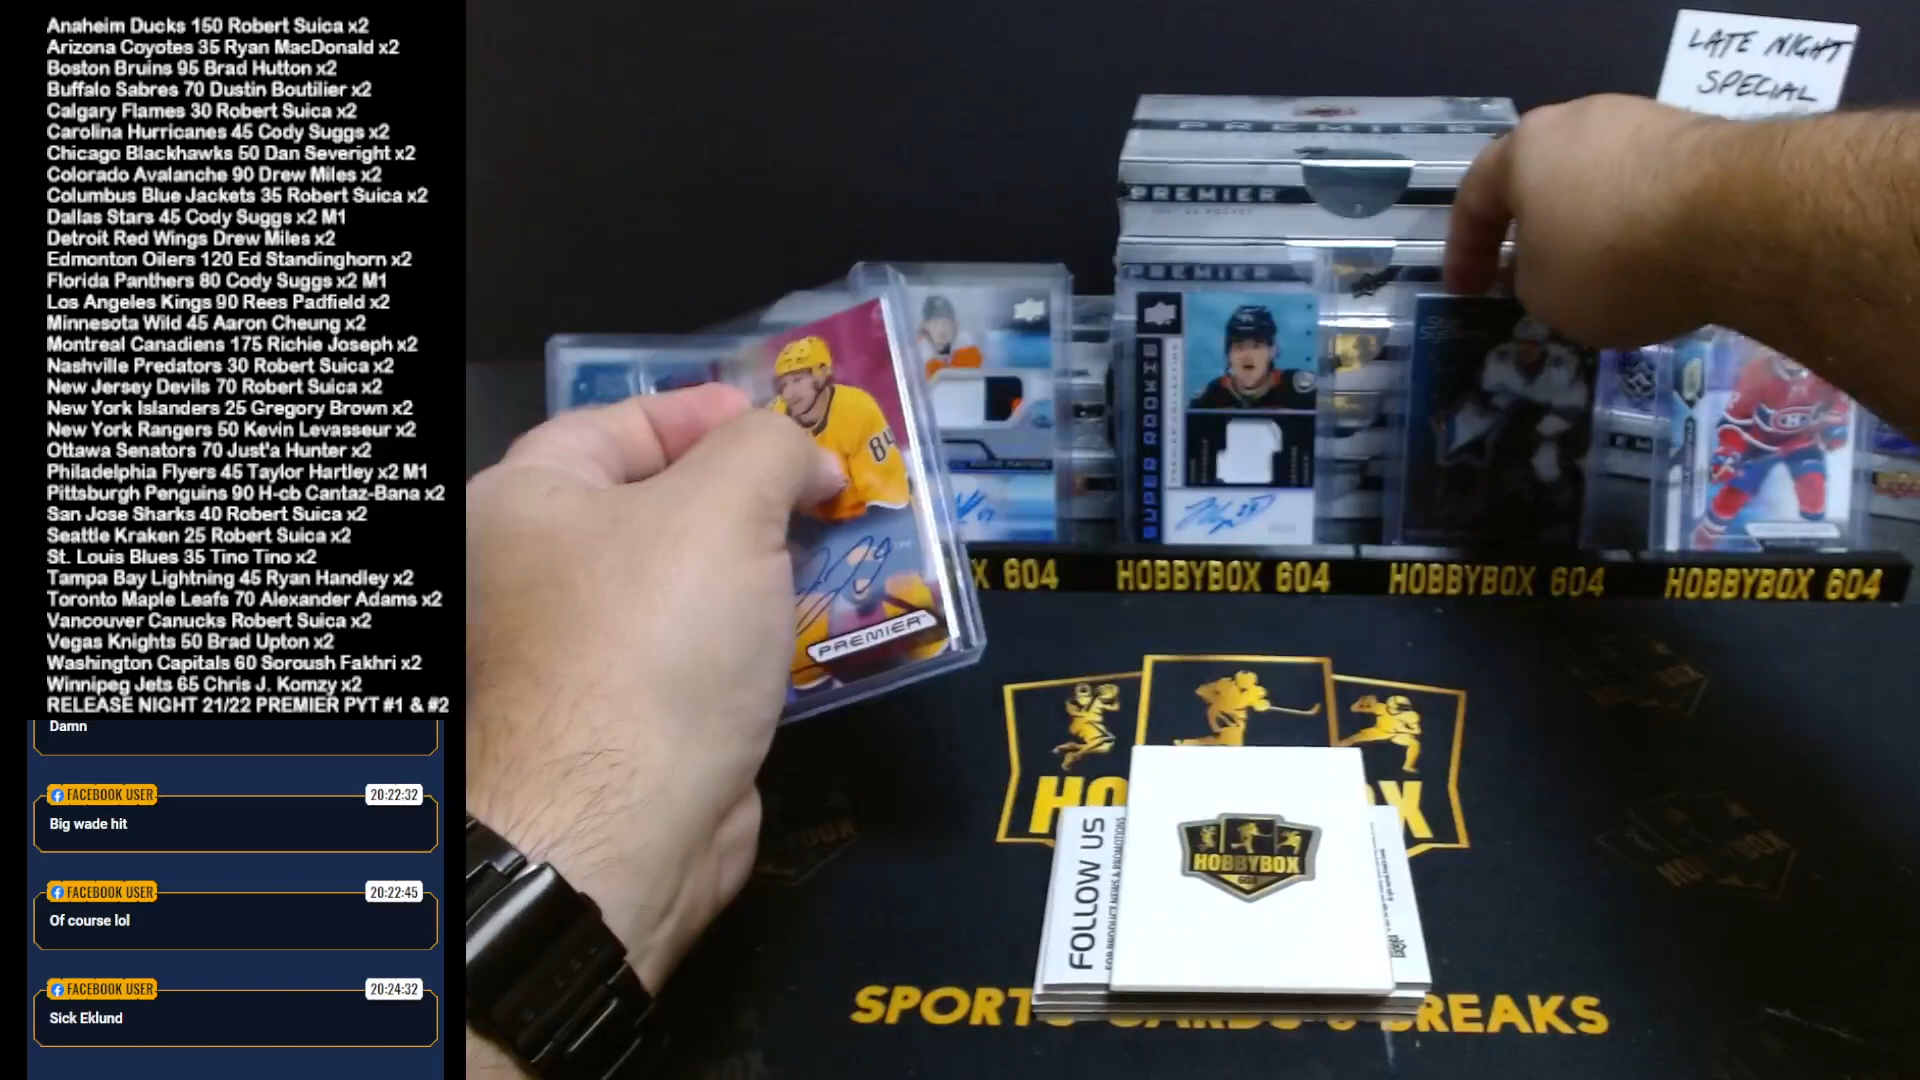 Anaheim Ducks 150 Robert Suica x2
Arizona Coyotes 35 Ryan MacDonald x2
Boston Bruins 95 Brad Hutton x2
Buffalo Sabres 70 Dustin Boutilier x2
Calgary Flames 30 Robert Suica x2
Carolina Hurricanes 45 Cody Suggs x2
Chicago Blackhawks 50 Dan Severight x2
Colorado Avalanche 90 Drew Miles x2
Columbus Blue Jackets 35 Robert Suica x2
Dallas Stars 45 Cody Suggs x2 M1
Detroit Red Wings Drew Miles x2
Edmonton Oilers 120 Ed Standinghorn x2
Florida Panthers 80 Cody Suggs x2 M1
Los Angeles Kings 90 Rees Padfield x2
Minnesota Wild 45 Aaron Cheung x2
Montreal Canadiens 175 Richie Joseph x2
Nashville Predators 30 Robert Suica x2
New Jersey Devils 70 Robert Suica x2
New York Islanders 25 Gregory Brown x2
New York Rangers 50 Kevin Levasseur x2
Ottawa Senators 70 Just'a Hunter x2
Philadelphia Flyers 45 Taylor Hartley x2 M1
Pittsburgh Penguins 90 H-cb Cantaz-Bana x2
San Jose Sharks 40 Robert Suica x2
Seattle Kraken 25 Robert Suica x2
St. Louis Blues 35 Tino Tino x2
Tampa Bay Lightning 45 Ryan Handley x2
Toronto Maple Leafs 70 Alexander Adams x2
Vancouver Canucks Robert Suica x2
Vegas Knights 50 Brad Upton x2
Washington Capitals 60 Soroush Fakhri x2
Winnipeg Jets 65 Chris J. Komzy x2
RELEASE NIGHT 21/22 PREMIER PYT #1 & #2
Damn
FACEBOOK USER 20:22:32
Big wade hit
FACEBOOK USER 20:22:45
Of course lol
FACEBOOK USER 20:24:32
Sick Eklund
LATE NIGHT
SPECIAL
PREMIER
PREMIER
PREMIER
84
PREMIER
X 604
HOBBYBOX 604
HOBBYBOX 604
HOBBYBOX 604
FOLLOW US
FOR PRODUCT NEWS & PROMOTIONS
HOBBYBOX
604